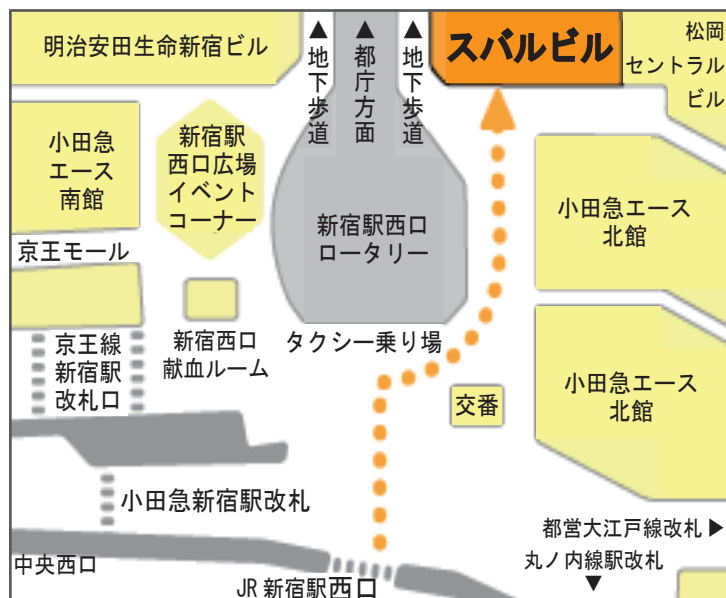 明治安田生命新宿ビル
▲地下歩道
▲都庁方面
▲地下歩道
スバルビル
松岡
セントラル
ビル
小田急
エース
南館
新宿駅
西口広場
イベント
コーナー
新宿駅西口
ロータリー
小田急エース
北館
京王モール
新宿西口
献血ルーム
タクシー乗り場
京王線
新宿駅
改札口
交番
小田急エース
北館
小田急新宿駅改札
都営大江戸線改札▶
丸ノ内線駅改札
▼
中央西口
JR新宿駅西口